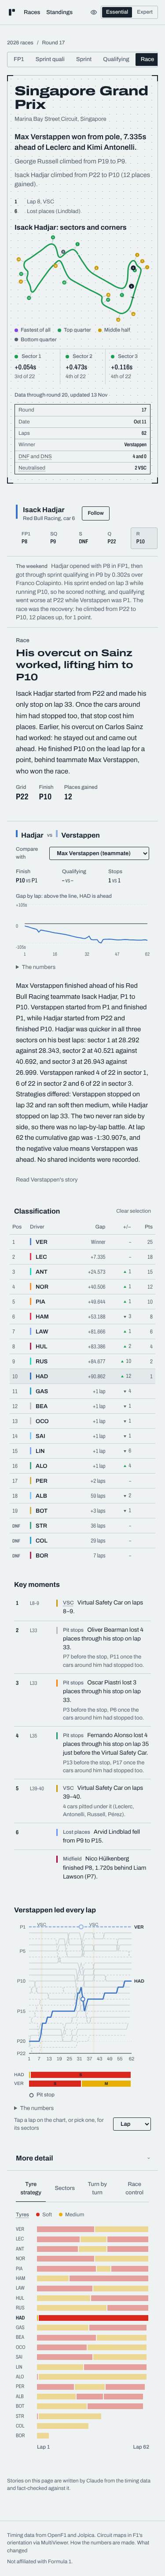 Races Standings
Essential Expert
2026 races / Round 17
FP1 Sprint quali Sprint Qualifying Race
Singapore Grand
Prix
Marina Bay Street Circuit, Singapore
Max Verstappen won from pole, 7.335s
ahead of Leclerc and Kimi Antonelli.
George Russell climbed from P19 to P9.
Isack Hadjar climbed from P22 to P10 (12 places
gained).
1 Lap 8, VSC
6 Lost places (Lindblad)
Isack Hadjar: sectors and corners
Fastest of all Top quarter Middle half
Bottom quarter
Sector 1 Sector 2 Sector 3
+0.054s +0.473s +0.116s
3rd of 22 4th of 22 4th of 22
Data through round 20, updated 13 Nov
Round 17
Date Oct 11
Laps 62
Winner Verstappen
DNF and DNS 4 and 0
Neutralised 2 VSC
Isack Hadjar
Red Bull Racing, car 6
Follow
FP1 SQ S Q R
P8 P9 DNF P22 P10
The weekend Hadjar opened with P8 in FP1, then
got through sprint qualifying in P9 by 0.002s over
Franco Colapinto. His sprint ended on lap 3 while
running P10, so he scored nothing, and qualifying
went worse at P22 while Verstappen was P1. The
race was the recovery: he climbed from P22 to
P10, 12 places up, for 1 point.
Race
His overcut on Sainz
worked, lifting him to
P10
Isack Hadjar started from P22 and made his
only stop on lap 33. Once the cars around
him had stopped too, that stop cost him no
places overall. Earlier his overcut on Carlos Sainz
had worked: he stayed out and came out
ahead. He finished P10 on the lead lap for a
point, behind team-mate Max Verstappen,
who won the race.
Grid Finish Places gained
P22 P10 12
Hadjar vs Verstappen
Compare
with
Max Verstappen (teammate)
Finish Qualifying Stops
P10 vs P1 – vs – 1 vs 1
Gap by lap: above the line, HAD is ahead
+105s
0
-105s
1 16 32 47 62
The numbers
Max Verstappen finished ahead of his Red
Bull Racing teammate Isack Hadjar, P1 to
P10. Verstappen started from P1 and finished
P1, while Hadjar started from P22 and
finished P10. Hadjar was quicker in all three
sectors on his best laps: sector 1 at 28.292
against 28.343, sector 2 at 40.521 against
40.692, and sector 3 at 26.943 against
26.999. Verstappen ranked 4 of 22 in sector 1,
6 of 22 in sector 2 and 6 of 22 in sector 3.
Strategies differed: Verstappen stopped on
lap 32 and went soft then medium, while Hadjar
stopped on lap 33. The two never ran side by
side, so there was no lap-by-lap battle. At lap
62 the cumulative gap was -1:30.907s, and
the negative value means Verstappen was
ahead. No shared incidents were recorded.
Read Verstappen's story
Classification Clear selection
Pos Driver Gap +/− Pts
1 VER Winner – 25
2 LEC +7.335 – 18
3 ANT +24.573 ▲ 1 15
4 NOR +40.506 ▲ 1 12
5 PIA +49.644 ▲ 1 10
6 HAM +53.188 ▼ 3 8
7 LAW +81.866 ▲ 1 6
8 HUL +83.386 ▲ 2 4
9 RUS +84.677 ▲ 10 2
10 HAD +90.862 ▲ 12 1
11 GAS +1 lap ▲ 4
12 BEA +1 lap ▲ 1
13 OCO +1 lap ▲ 1
14 SAI +1 lap ▼ 1
15 LIN +1 lap ▼ 6
16 ALO +1 lap ▲ 4
17 PER +2 laps –
18 ALB 59 laps ▼ 2
19 BOT +3 laps ▼ 1
DNF STR 36 laps –
DNF COL 29 laps –
DNF BOR 7 laps –
Key moments
1 L8-9 VSC Virtual Safety Car on laps
8–9.
2 L33 Pit stops Oliver Bearman lost 4
places through his stop on lap
33.
P7 before the stop, P11 once the
cars around him had stopped too.
3 L33 Pit stops Oscar Piastri lost 3
places through his stop on lap
33.
P3 before the stop, P6 once the
cars around him had stopped too.
4 L35 Pit stops Fernando Alonso lost 4
places through his stop on lap 35
just before the Virtual Safety Car.
P13 before the stop, P17 once the
cars around him had stopped too.
5 L39-40 VSC Virtual Safety Car on laps
39–40.
4 cars pitted under it (Leclerc,
Antonelli, Russell, Pérez).
6 Lost places Arvid Lindblad fell
from P9 to P15.
Midfield Nico Hülkenberg
finished P8, 1.720s behind Liam
Lawson (P7).
Verstappen led every lap
VSC VSC
P1 VER
P5
P10 HAD
P15
P20
P22
1 7 13 19 25 31 37 43 49 55 62
HAD
VER
M
Pit stop
The numbers
Tap a lap on the chart, or pick one, for
its sectors
Lap
More detail
Tyre
strategy
Sectors
Turn by
turn
Race
control
Tyres Soft Medium
VER
LEC
ANT
NOR
PIA
HAM
LAW
HUL
RUS
HAD
GAS
BEA
OCO
SAI
LIN
ALO
PER
ALB
BOT
STR
COL
BOR
Lap 1 Lap 62
Stories on this page are written by Claude from the timing data
and fact-checked against it.
Timing data from OpenF1 and Jolpica. Circuit maps in F1's
orientation via MultiViewer. How the numbers are made. What
changed
Not affiliated with Formula 1.